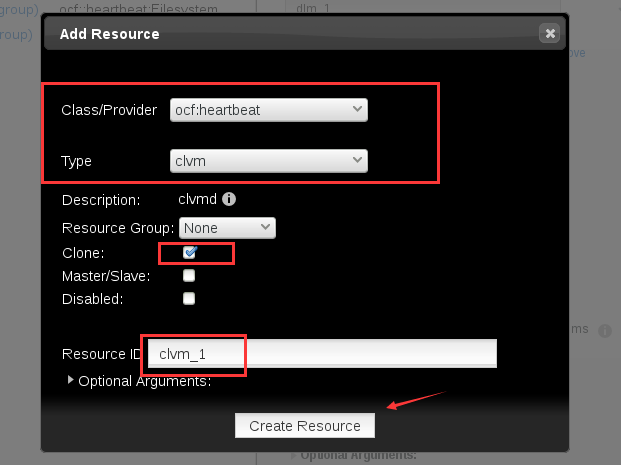 group) ocf::heartbeat:Filesystem
dlm_1
group)
ove
Add Resource
Class/Provider ocf:heartbeat
Type clvm
Description: clvmd
Resource Group: None
Clone:
Master/Slave:
Disabled:
ms
Resource ID clvm_1
Optional Arguments:
Create Resource
Optional Arguments: